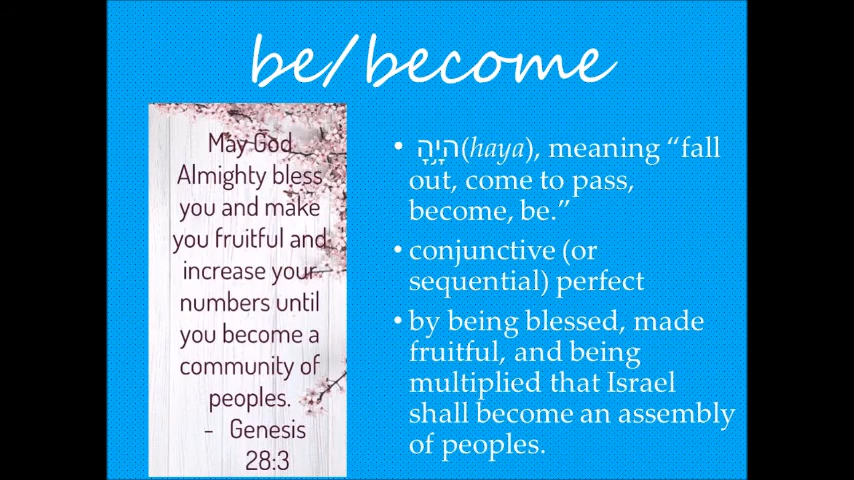 be/become
May God
Almighty bless
you and make
you fruitful and
increase your
numbers until
you become a
community of
peoples.
- Genesis
28:3
• הָיָ֥ה(haya), meaning “fall
out, come to pass,
become, be.”
• conjunctive (or
sequential) perfect
• by being blessed, made
fruitful, and being
multiplied that Israel
shall become an assembly
of peoples.